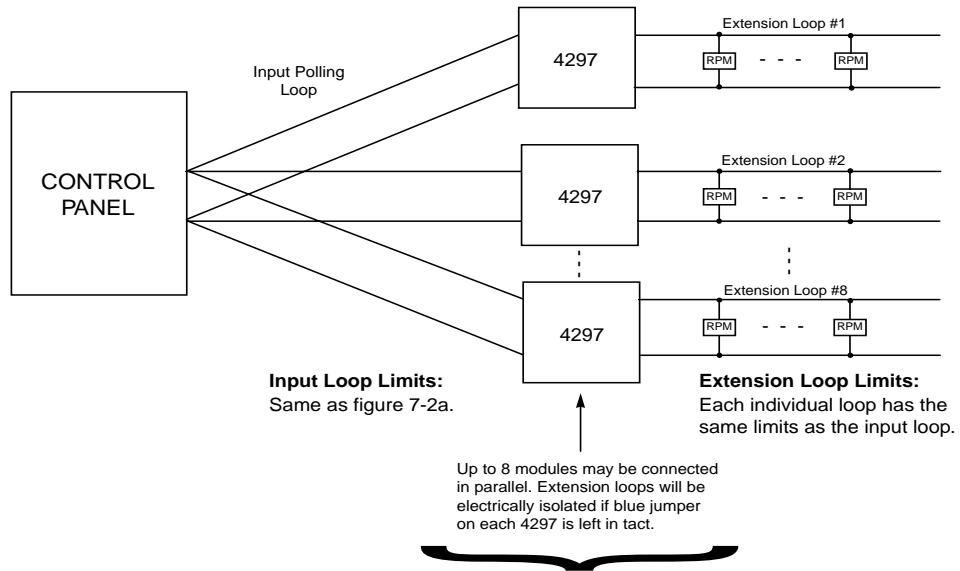 Extension Loop #1
4297
RPM - - - RPM
Input Polling
Loop
CONTROL
PANEL
Extension Loop #2
4297
RPM - - - RPM
Extension Loop #8
4297
RPM - - - RPM
Input Loop Limits:
Same as figure 7-2a.
Extension Loop Limits:
Each individual loop has the
same limits as the input loop.
Up to 8 modules may be connected
in parallel. Extension loops will be
electrically isolated if blue jumper
on each 4297 is left in tact.